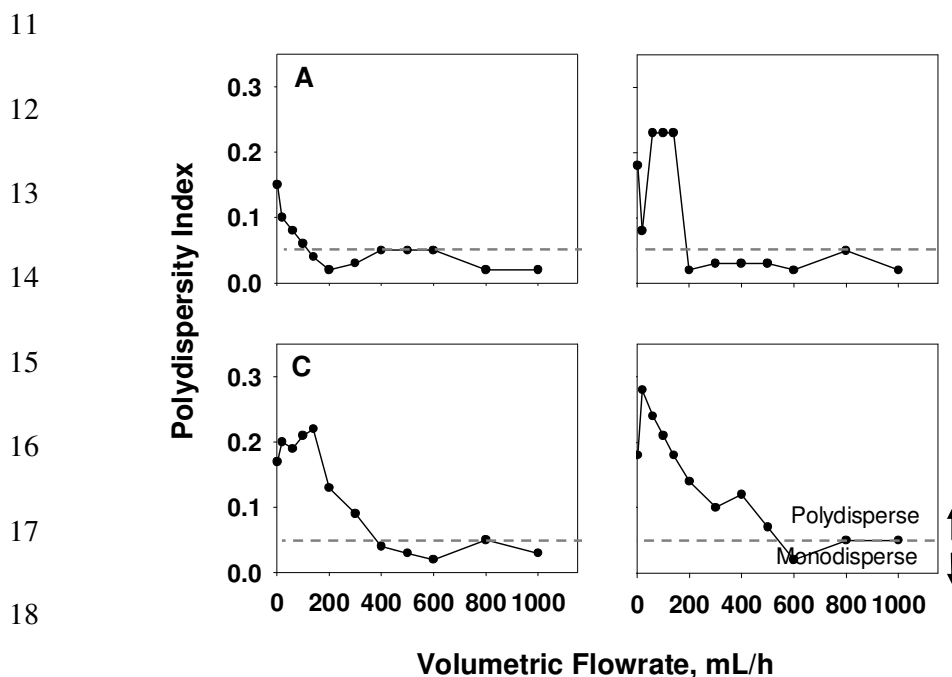 11
12
13
14
15
16
17
18
Polydispersity Index
A
0.3
0.2
0.1
0.0
C
0.3
0.2
0.1
0.0
0 200 400 600 800 1000
Polydisperse
Monodisperse
0 200 400 600 800 1000
Volumetric Flowrate, mL/h